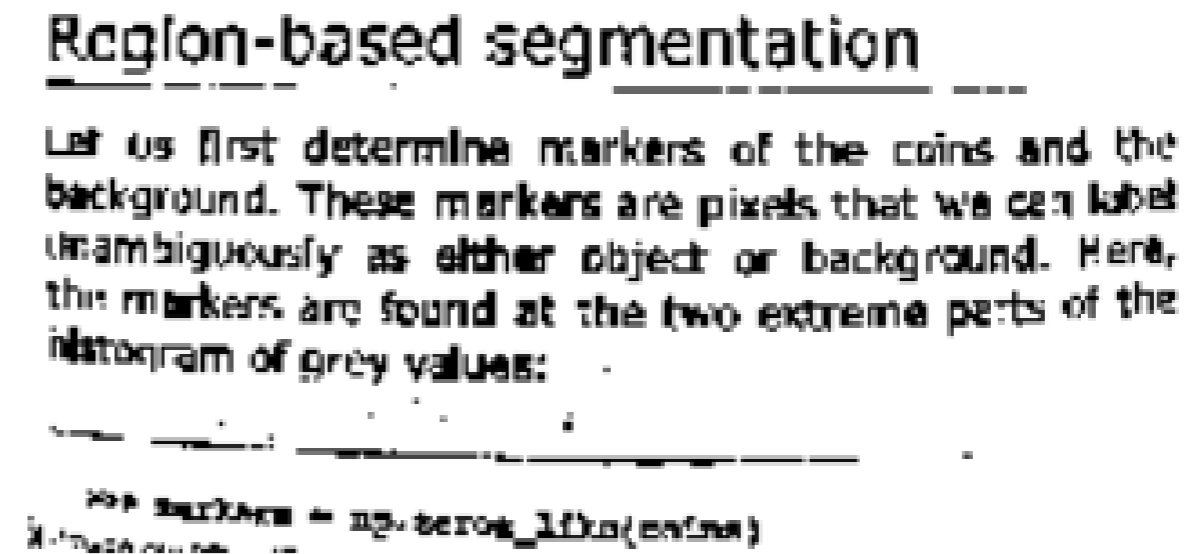 Region-based segmentation
Let us first determine markers of the coins and the
background. These markers are pixels that we can label
unambiguously as either object or background. Here,
the markers are found at the two extreme parts of the
histogram of grey values:
>>> markers = np.zeros_like(coins)